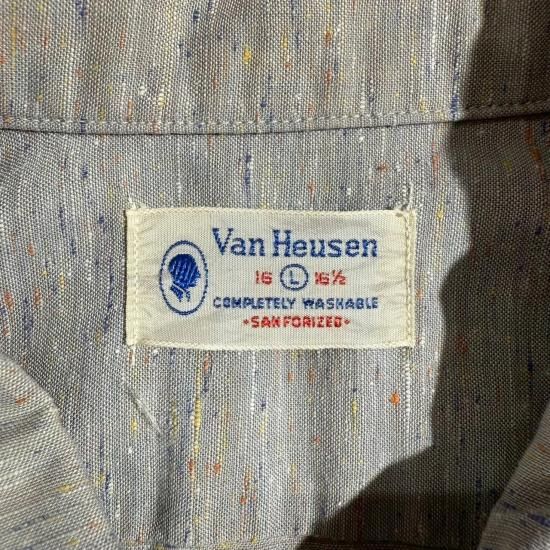 Van Heusen
16 L 16½
COMPLETELY WASHABLE
•SANFORIZED•